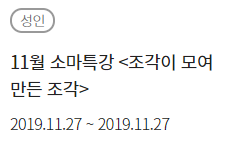 성인
11월 소마특강 <조각이 모여
만든 조각>
2019.11.27 ~ 2019.11.27